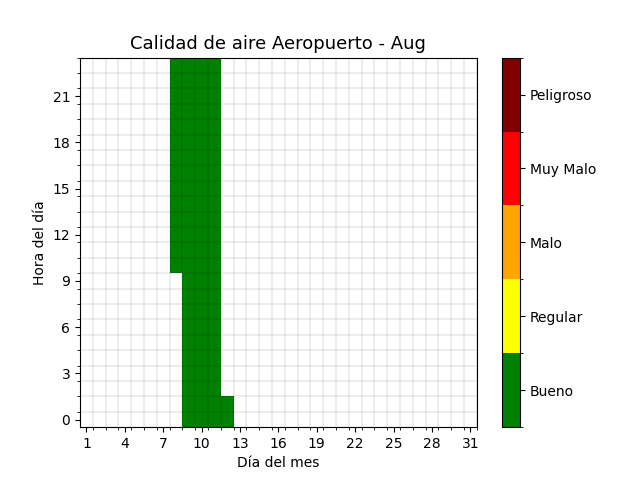 Calidad de aire Aeropuerto - Aug
21
18
15
12
9
6
3
0
Hora del día
1 4 7 10 13 16 19 22 25 28 31
Día del mes
Peligroso
Muy Malo
Malo
Regular
Bueno